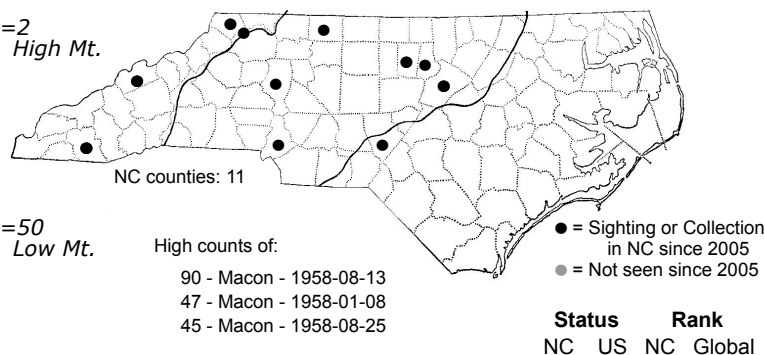 =2
High Mt.
NC counties: 11
=50
Low Mt.
High counts of:
90 - Macon - 1958-08-13
47 - Macon - 1958-01-08
45 - Macon - 1958-08-25
= Sighting or Collection
in NC since 2005
= Not seen since 2005
Status Rank
NC US NC Global